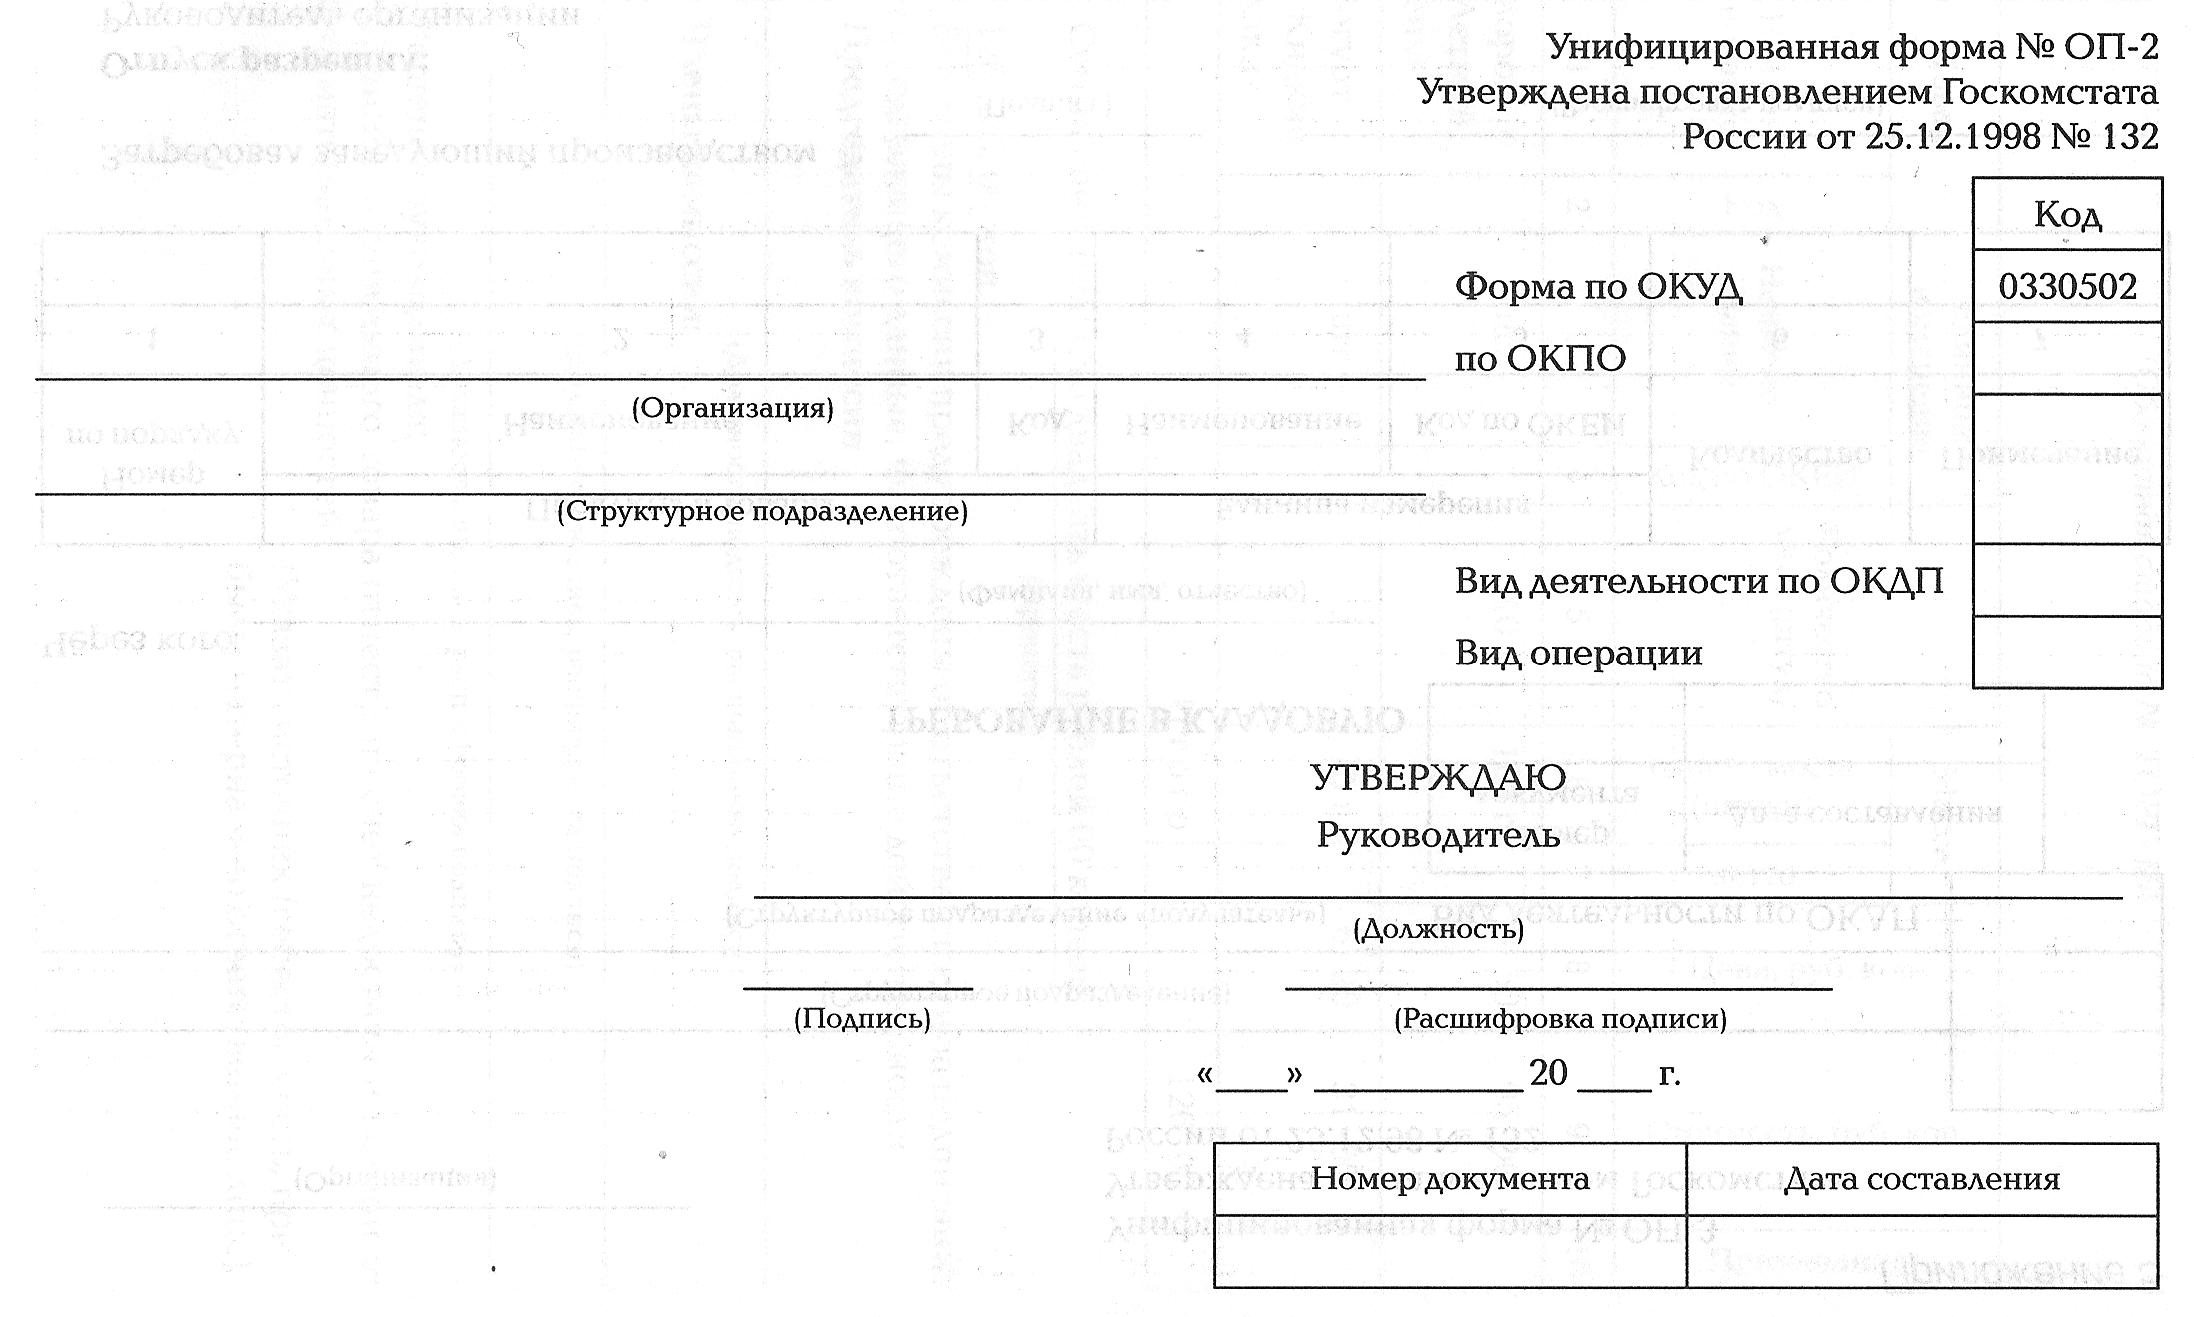 Унифицированная форма № ОП-2
Утверждена постановлением Госкомстата
России от 25.12.1998 № 132
Код
Форма по ОКУД 0330502
по ОКПО
(Организация)
(Структурное подразделение)
Вид деятельности по ОКДП
Вид операции
УТВЕРЖДАЮ
Руководитель
(Должность)
(Подпись) (Расшифровка подписи)
«____» ____________ 20 ____ г.
Номер документа Дата составления